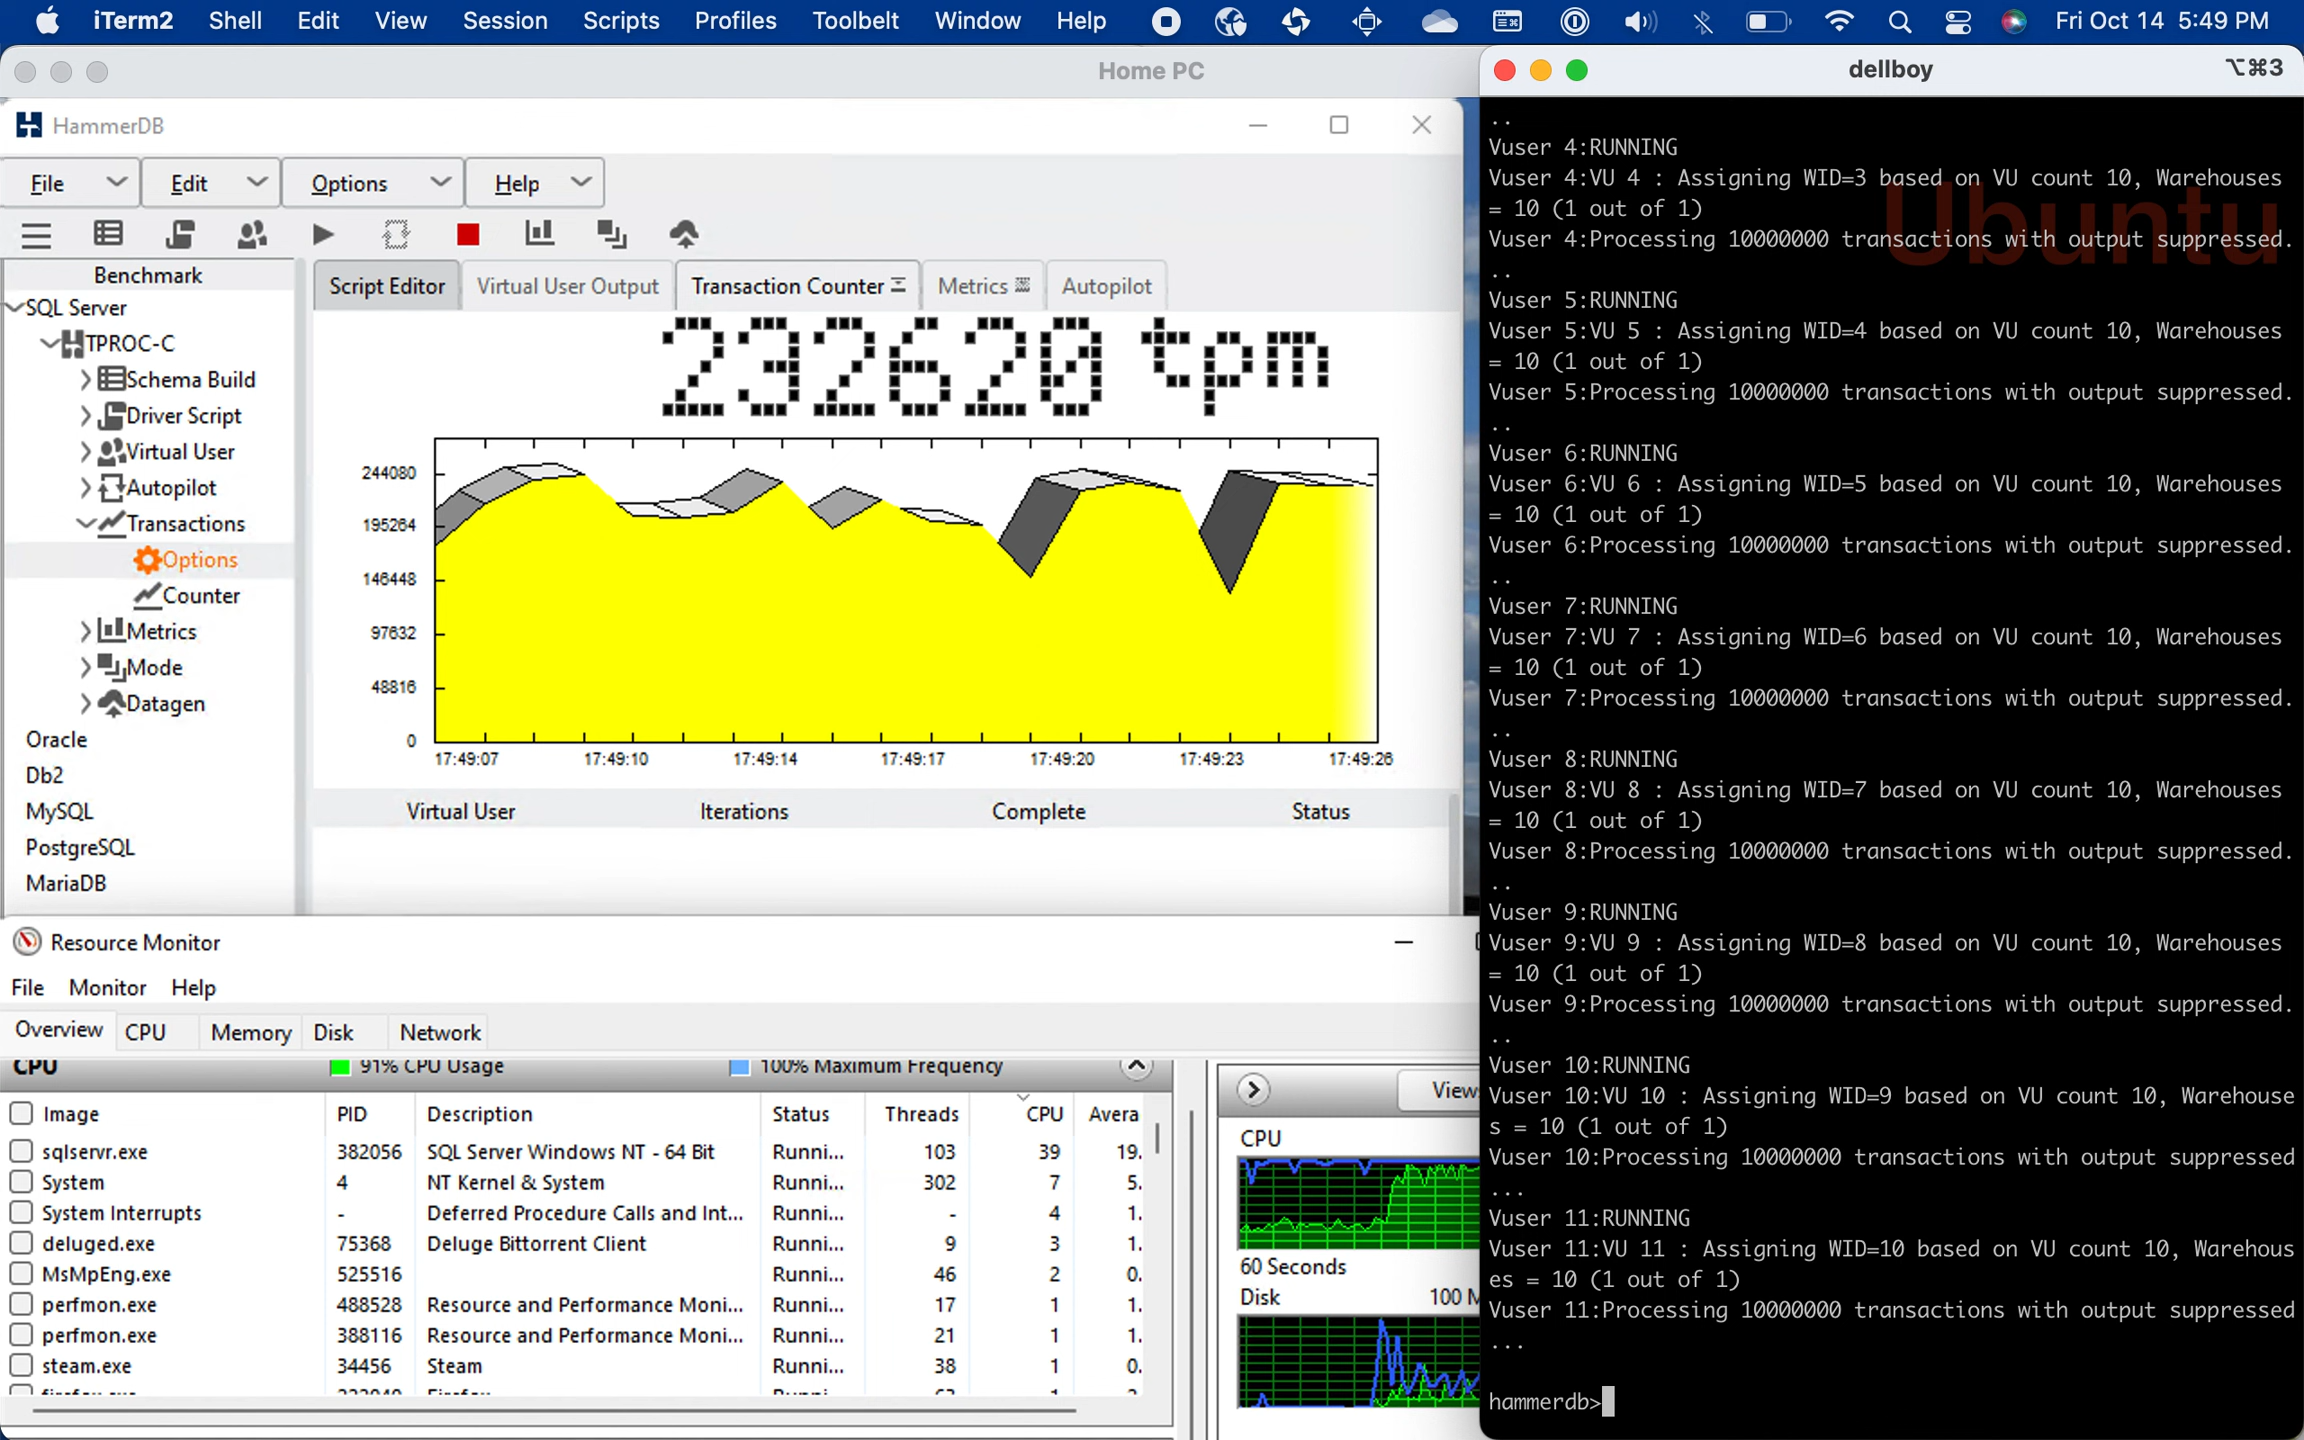 iTerm2 Shell Edit View Session Scripts Profiles Toolbelt Window Help Fri Oct 14 5:49 PM
Home PC
HammerDB
File Edit Options Help
Benchmark
SQL Server
TPROC-C
Schema Build
Driver Script
Virtual User
Autopilot
Transactions
Options
Counter
Metrics
Mode
Datagen
Oracle
Db2
MySQL
PostgreSQL
MariaDB
Script Editor Virtual User Output Transaction Counter Metrics Autopilot
232620 tpm
244080
195264
146448
97632
48816
0
17:49:07 17:49:10 17:49:14 17:49:17 17:49:20 17:49:23 17:49:26
Virtual User Iterations Complete Status
Resource Monitor
File Monitor Help
Overview CPU Memory Disk Network
CPU 91% CPU Usage 100% Maximum Frequency
Image PID Description Status Threads CPU Avera
sqlservr.exe 382056 SQL Server Windows NT - 64 Bit Runni... 103 39 19.
System 4 NT Kernel & System Runni... 302 7 5.
System Interrupts - Deferred Procedure Calls and Int... Runni... - 4 1.
deluged.exe 75368 Deluge Bittorrent Client Runni... 9 3 1.
MsMpEng.exe 525516 Runni... 46 2 0.
perfmon.exe 488528 Resource and Performance Moni... Runni... 17 1 1.
perfmon.exe 388116 Resource and Performance Moni... Runni... 21 1 1.
steam.exe 34456 Steam Runni... 38 1 0.
View
CPU
60 Seconds
Disk 100 M
dellboy ⌥⌘3
Ubuntu
..
Vuser 4:RUNNING
Vuser 4:VU 4 : Assigning WID=3 based on VU count 10, Warehouses
= 10 (1 out of 1)
Vuser 4:Processing 10000000 transactions with output suppressed.
..
Vuser 5:RUNNING
Vuser 5:VU 5 : Assigning WID=4 based on VU count 10, Warehouses
= 10 (1 out of 1)
Vuser 5:Processing 10000000 transactions with output suppressed.
..
Vuser 6:RUNNING
Vuser 6:VU 6 : Assigning WID=5 based on VU count 10, Warehouses
= 10 (1 out of 1)
Vuser 6:Processing 10000000 transactions with output suppressed.
..
Vuser 7:RUNNING
Vuser 7:VU 7 : Assigning WID=6 based on VU count 10, Warehouses
= 10 (1 out of 1)
Vuser 7:Processing 10000000 transactions with output suppressed.
..
Vuser 8:RUNNING
Vuser 8:VU 8 : Assigning WID=7 based on VU count 10, Warehouses
= 10 (1 out of 1)
Vuser 8:Processing 10000000 transactions with output suppressed.
..
Vuser 9:RUNNING
Vuser 9:VU 9 : Assigning WID=8 based on VU count 10, Warehouses
= 10 (1 out of 1)
Vuser 9:Processing 10000000 transactions with output suppressed.
..
Vuser 10:RUNNING
Vuser 10:VU 10 : Assigning WID=9 based on VU count 10, Warehouse
s = 10 (1 out of 1)
Vuser 10:Processing 10000000 transactions with output suppressed
...
Vuser 11:RUNNING
Vuser 11:VU 11 : Assigning WID=10 based on VU count 10, Warehous
es = 10 (1 out of 1)
Vuser 11:Processing 10000000 transactions with output suppressed
...
hammerdb>